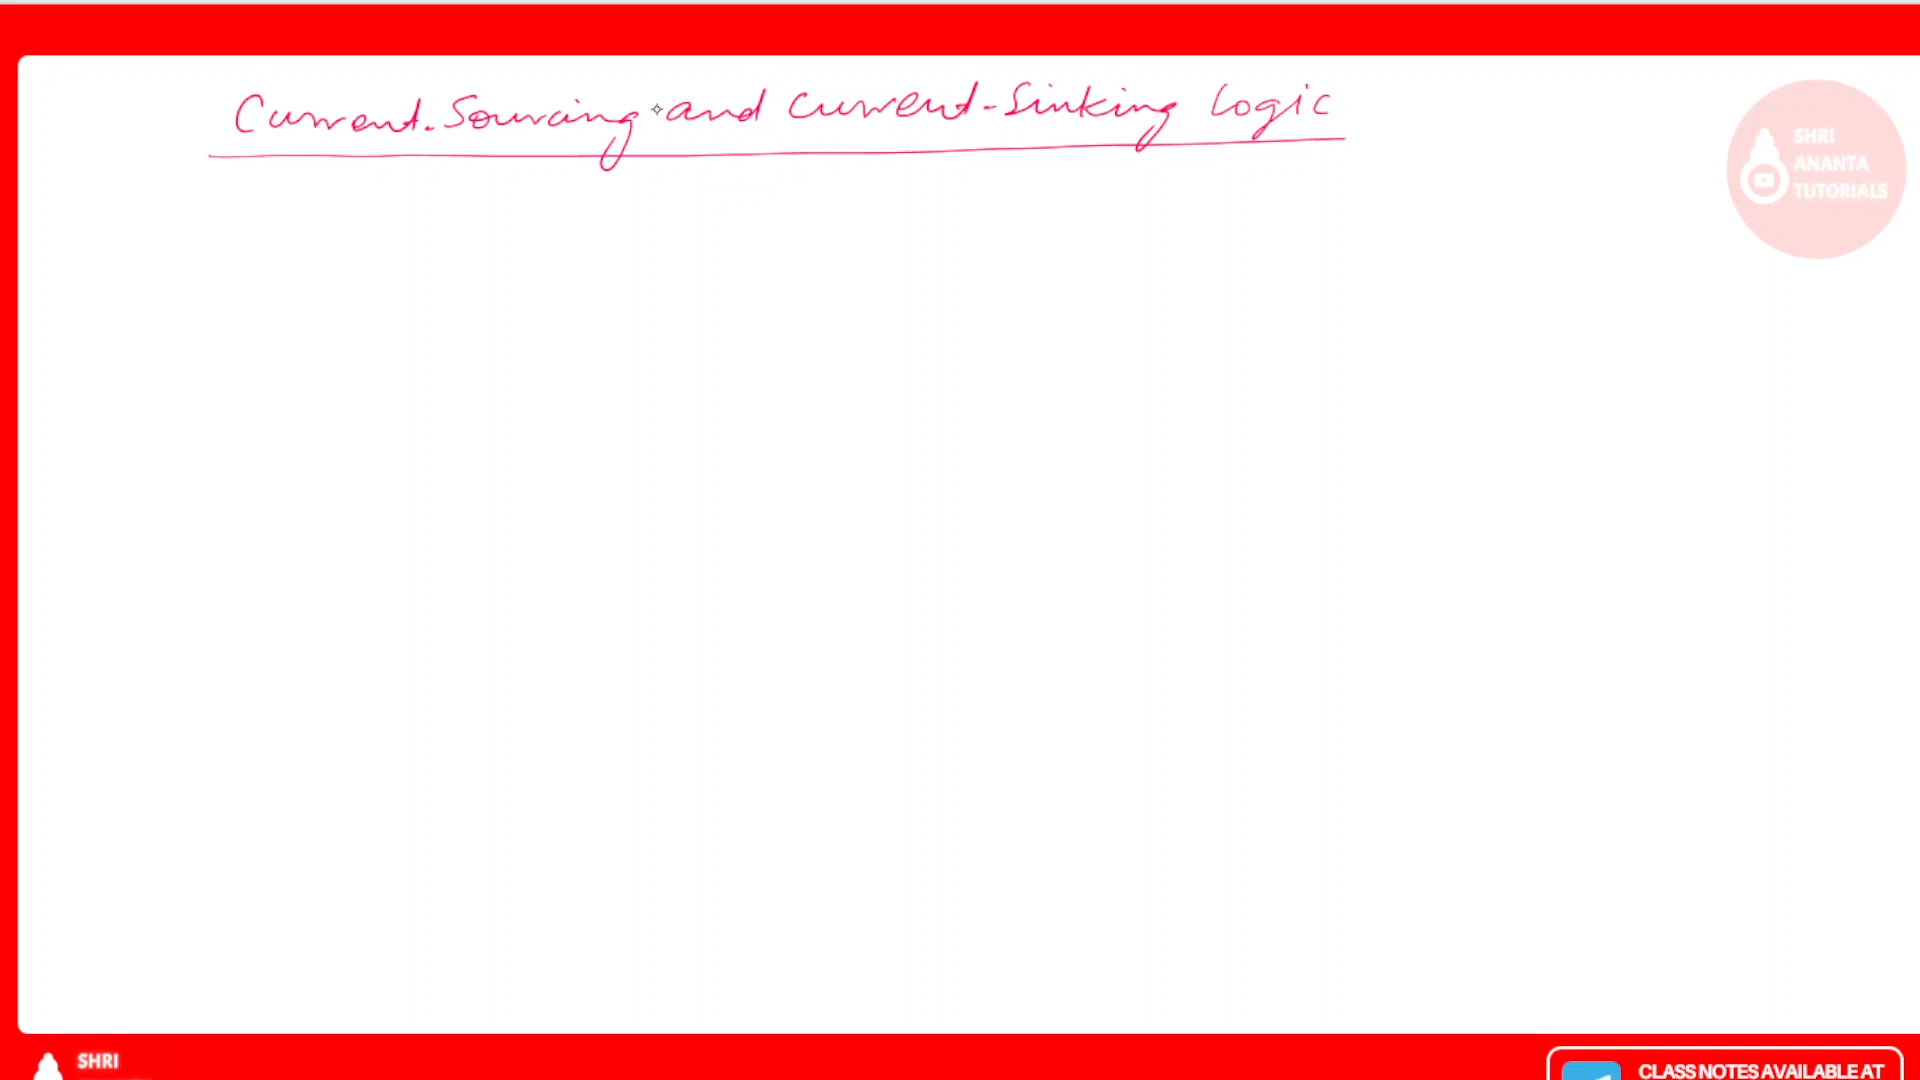 Current-Sourcing and Current-Sinking Logic
SHRI
ANANTA
TUTORIALS
SHRI
CLASS NOTES AVAILABLE AT